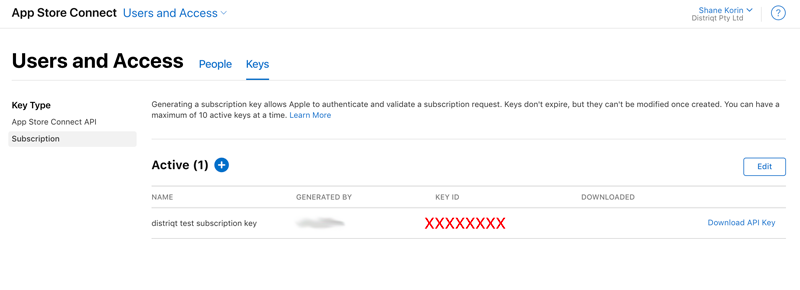 App Store Connect Users and Access
Shane Korin
Distriqt Pty Ltd
?
Users and Access People Keys
Key Type
App Store Connect API
Subscription
Generating a subscription key allows Apple to authenticate and validate a subscription request. Keys don't expire, but they can't be modified once created. You can have a
maximum of 10 active keys at a time. Learn More
Active (1) +
Edit
NAME GENERATED BY KEY ID DOWNLOADED
distriqt test subscription key XXXXXXXX Download API Key